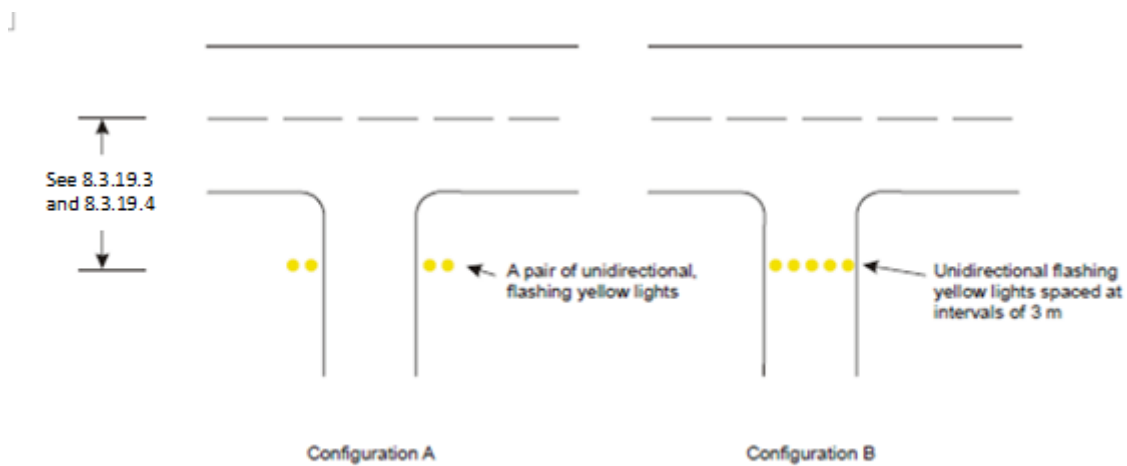 See 8.3.19.3
and 8.3.19.4
A pair of unidirectional,
flashing yellow lights
Unidirectional flashing
yellow lights spaced at
intervals of 3 m
Configuration A
Configuration B